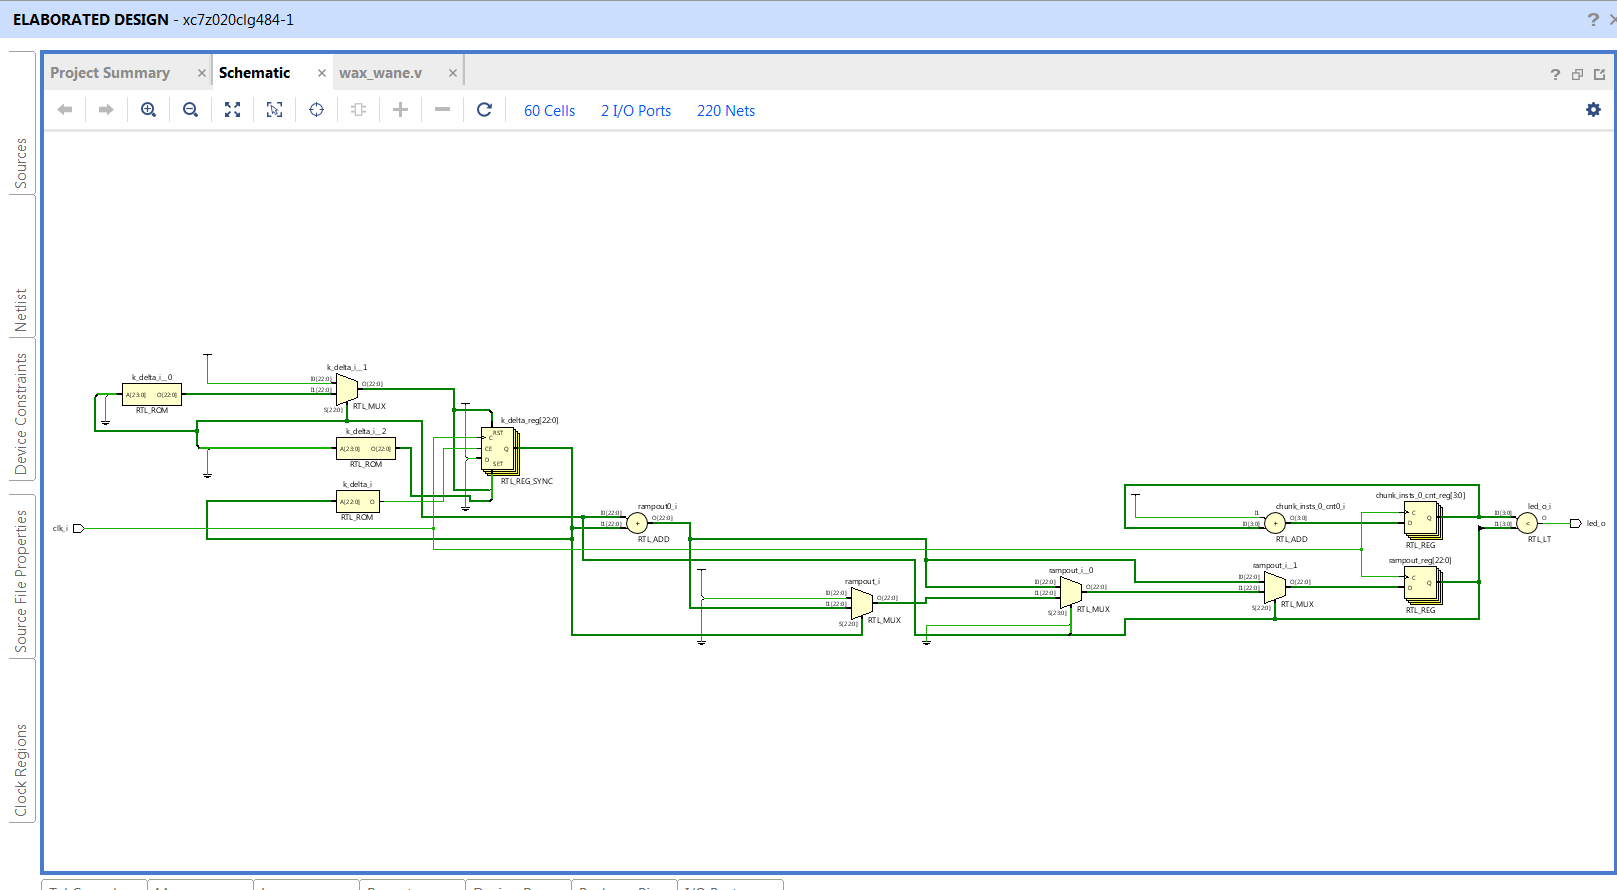 ELABORATED DESIGN - xc7z020clg484-1
Project Summary
Schematic
wax_wane.v
60 Cells
2 I/O Ports
220 Nets
Sources
Netlist
Device Constraints
Source File Properties
Clock Regions
k_delta_i__0
A[23:0] O[22:0]
RTL_ROM
k_delta_i__1
I0[22:0]
I1[22:0]
S[22:0]
O[22:0]
RTL_MUX
k_delta_i__2
A[23:0] O[22:0]
RTL_ROM
k_delta_i
A[22:0] O
RTL_ROM
clk_i
k_delta_reg[22:0]
RST
C
CE Q
D
SET
RTL_REG_SYNC
rampout0_i
I0[22:0]
I1[22:0]
+
O[22:0]
RTL_ADD
rampout_i
I0[22:0]
I1[22:0]
S[22:0]
O[22:0]
RTL_MUX
rampout_i__0
I0[22:0]
I1[22:0]
S[23:0]
O[22:0]
RTL_MUX
rampout_i__1
I0[22:0]
I1[22:0]
S[22:0]
O[22:0]
RTL_MUX
chunk_insts_0_cnt0_i
I1
I0[3:0]
+
O[3:0]
RTL_ADD
chunk_insts_0_cnt_reg[3:0]
C
D
Q
RTL_REG
rampout_reg[22:0]
C
D
Q
RTL_REG
led_o_i
I0[3:0]
I1[3:0]
<
O
RTL_LT
led_o